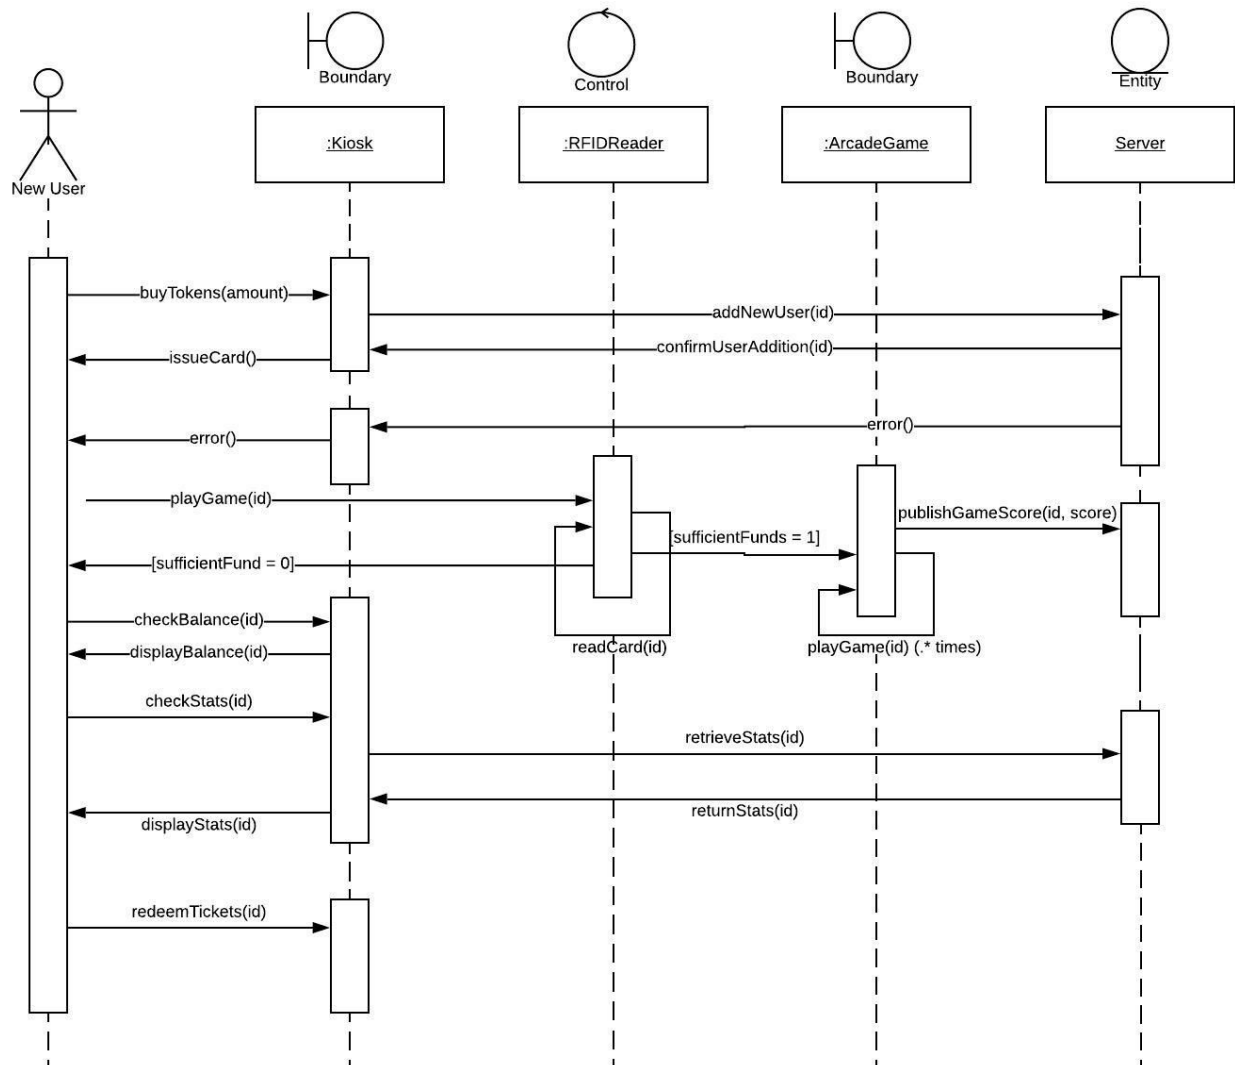 Boundary
Control
Boundary
Entity
New User
:Kiosk
:RFIDReader
:ArcadeGame
Server
buyTokens(amount)
addNewUser(id)
confirmUserAddition(id)
issueCard()
error()
error()
playGame(id)
publishGameScore(id, score)
[sufficientFunds = 1]
[sufficientFund = 0]
checkBalance(id)
readCard(id)
playGame(id) (.* times)
displayBalance(id)
checkStats(id)
retrieveStats(id)
returnStats(id)
displayStats(id)
redeemTickets(id)